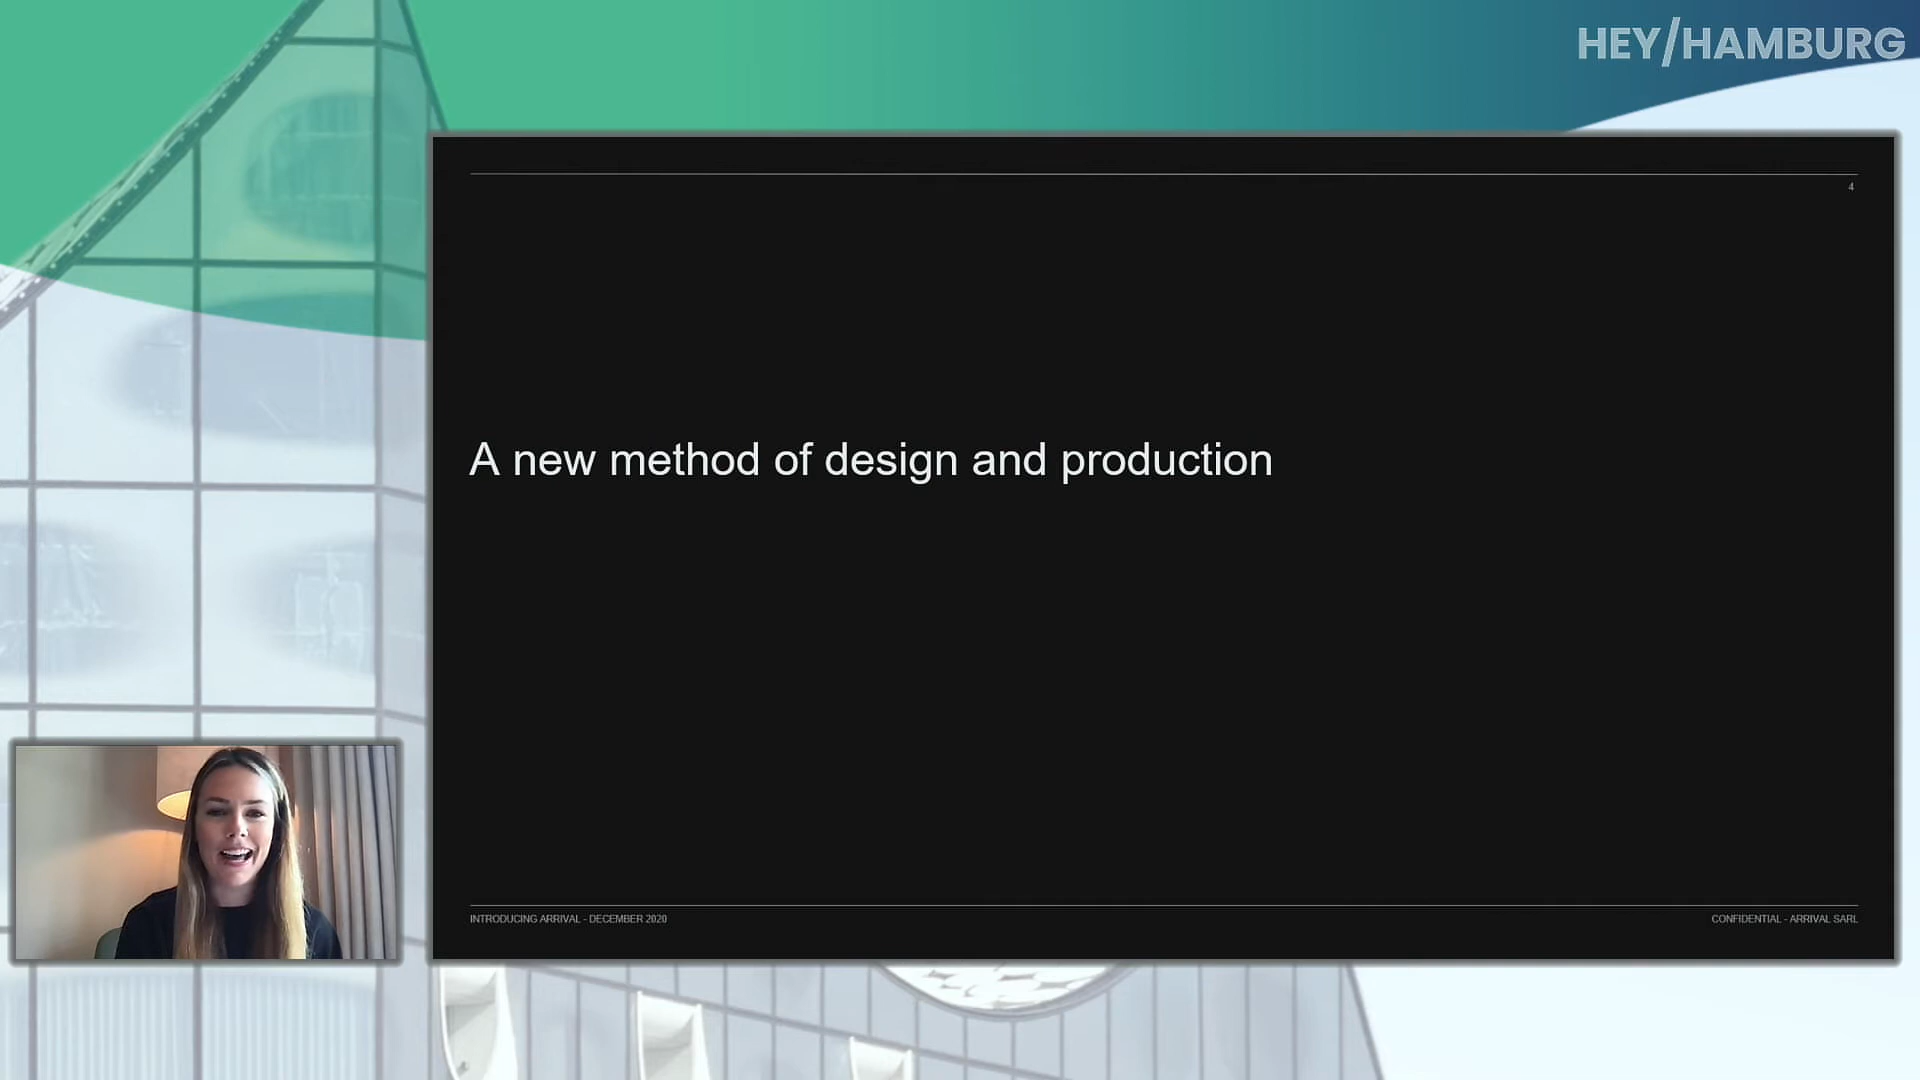 HEY/HAMBURG
4
A new method of design and production
INTRODUCING ARRIVAL - DECEMBER 2020
CONFIDENTIAL - ARRIVAL SARL